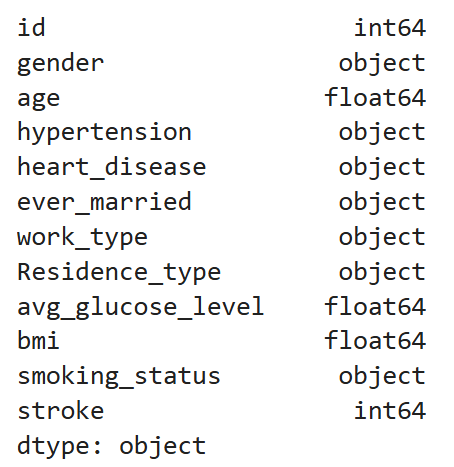 id int64
gender object
age float64
hypertension object
heart_disease object
ever_married object
work_type object
Residence_type object
avg_glucose_level float64
bmi float64
smoking_status object
stroke int64
dtype: object